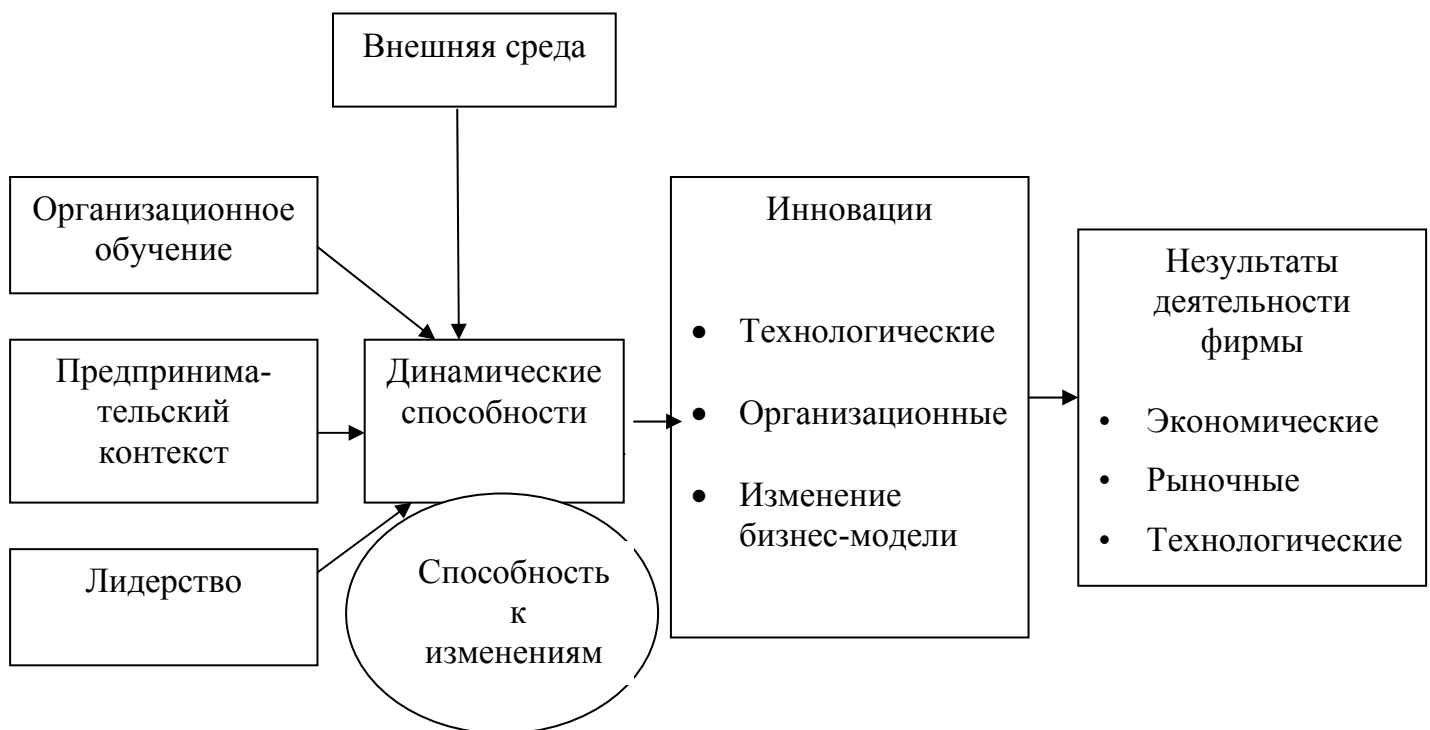 Внешняя среда
Организационное
обучение
Предпринима-
тельский
контекст
Лидерство
Динамические
способности
Способность
к
изменениям
Инновации
• Технологические
• Организационные
• Изменение
бизнес-модели
Незультаты
деятельности
фирмы
• Экономические
• Рыночные
• Технологические